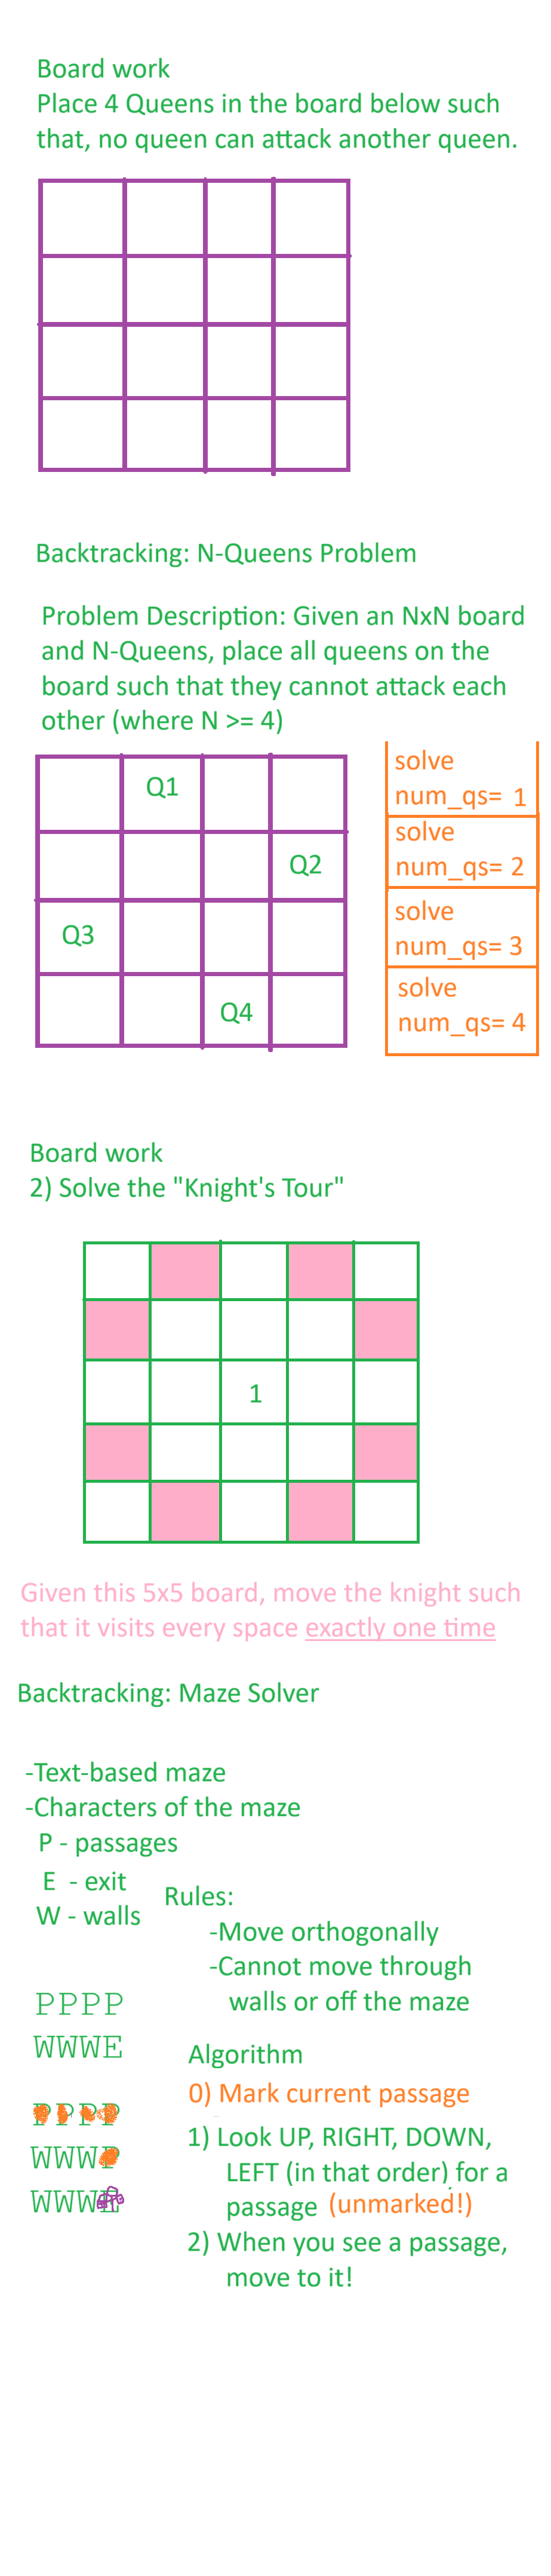 Board work
Place 4 Queens in the board below such
that, no queen can attack another queen.
Backtracking: N-Queens Problem
Problem Description: Given an NxN board
and N-Queens, place all queens on the
board such that they cannot attack each
other (where N >= 4)
Q1
Q2
Q3
Q4
solve
num_qs= 1
solve
num_qs= 2
solve
num_qs= 3
solve
num_qs= 4
Board work
2) Solve the "Knight's Tour"
1
Given this 5x5 board, move the knight such
that it visits every space exactly one time
Backtracking: Maze Solver
-Text-based maze
-Characters of the maze
P - passages
E - exit
W - walls
Rules:
-Move orthogonally
-Cannot move through
walls or off the maze
PPPP
WWWE
PPPP
WWWP
WWWE
Algorithm
0) Mark current passage
1) Look UP, RIGHT, DOWN,
LEFT (in that order) for a
passage (unmarked!)
2) When you see a passage,
move to it!